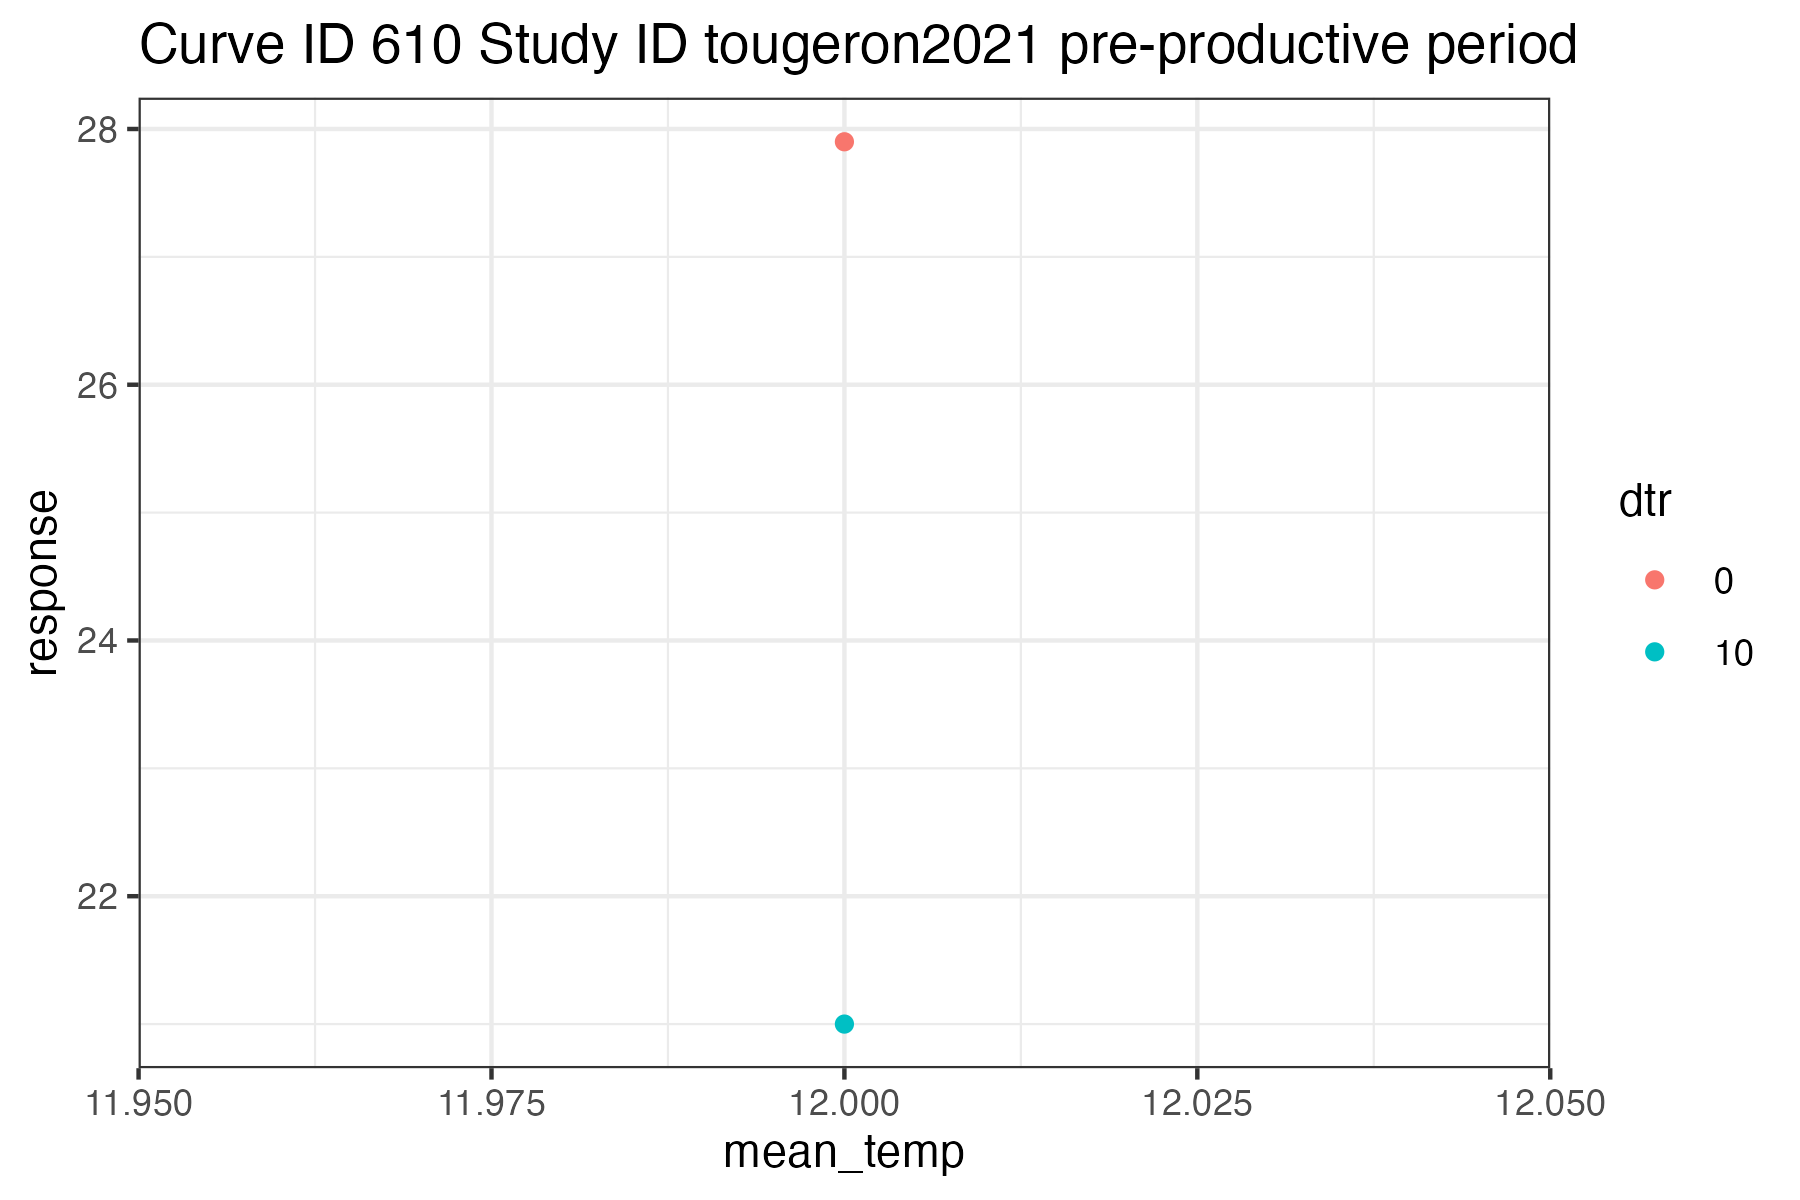 Curve ID 610 Study ID tougeron2021 pre-productive period
28
26
24
22
response
11.950 11.975 12.000 12.025 12.050
mean_temp
dtr
0
10